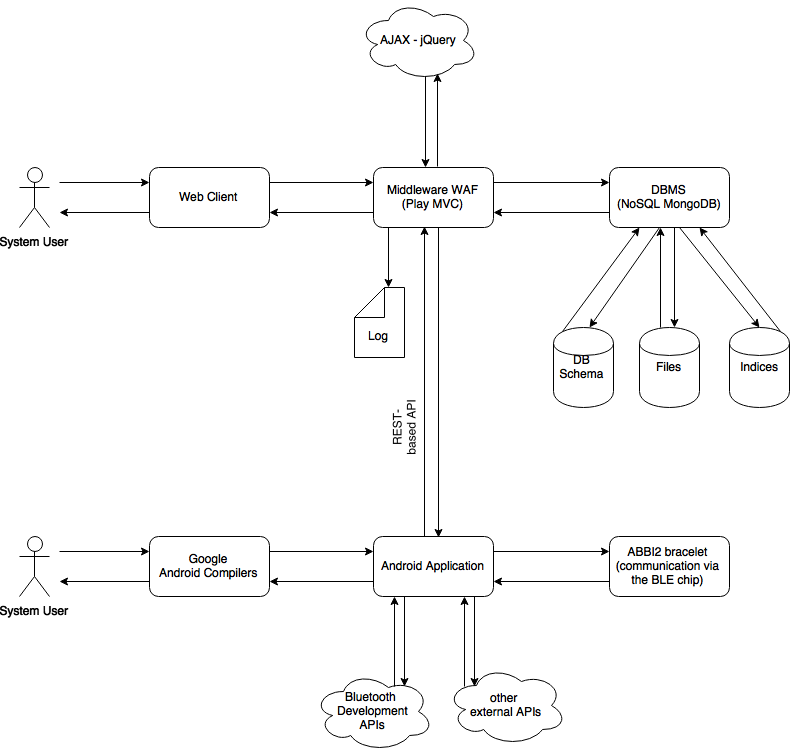 AJAX - jQuery
Web Client
Middleware WAF
(Play MVC)
DBMS
(NoSQL MongoDB)
System User
Log
DB
Schema
Files
Indices
REST-
based API
Google
Android Compilers
Android Application
ABBI2 bracelet
(communication via
the BLE chip)
System User
Bluetooth
Development
APIs
other
external APIs